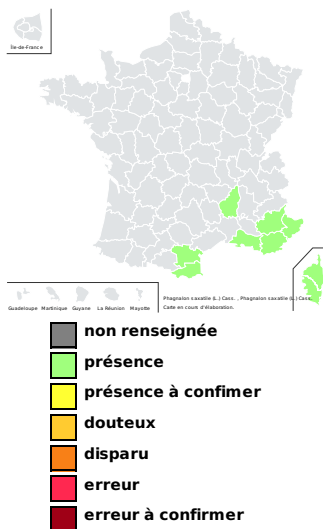 Île-de-France
Guadeloupe Martinique Guyane La Réunion Mayotte
Phagnalon saxatile (L.) Cass. , Phagnalon saxatile (L.) Cass.
Carte en cours d'élaboration.
non renseignée
présence
présence à confimer
douteux
disparu
erreur
erreur à confirmer